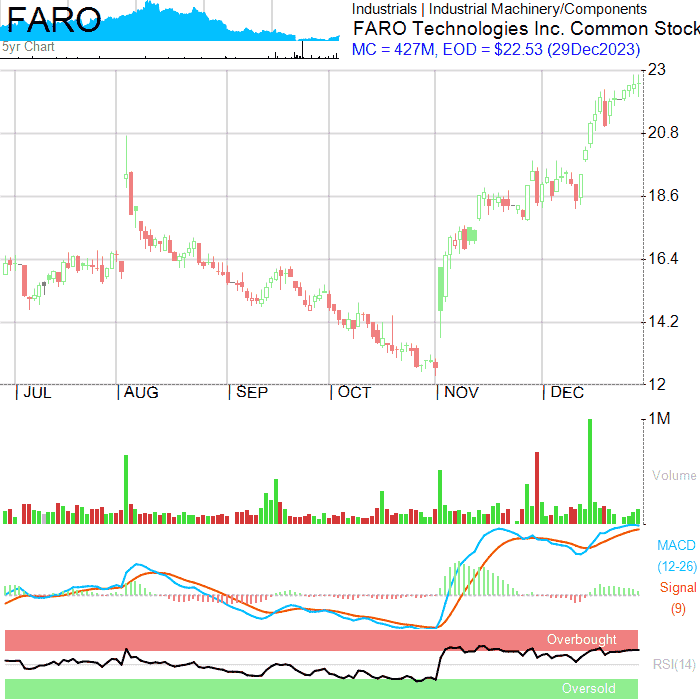 FARO
5yr Chart
Industrials | Industrial Machinery/Components
FARO Technologies Inc. Common Stock
MC = 427M, EOD = $22.53 (29Dec2023)
23
20.8
18.6
16.4
14.2
12
| JUL | AUG | SEP | OCT | NOV | DEC
1M
Volume
MACD
(12-26)
Signal
(9)
Overbought
RSI(14)
Oversold